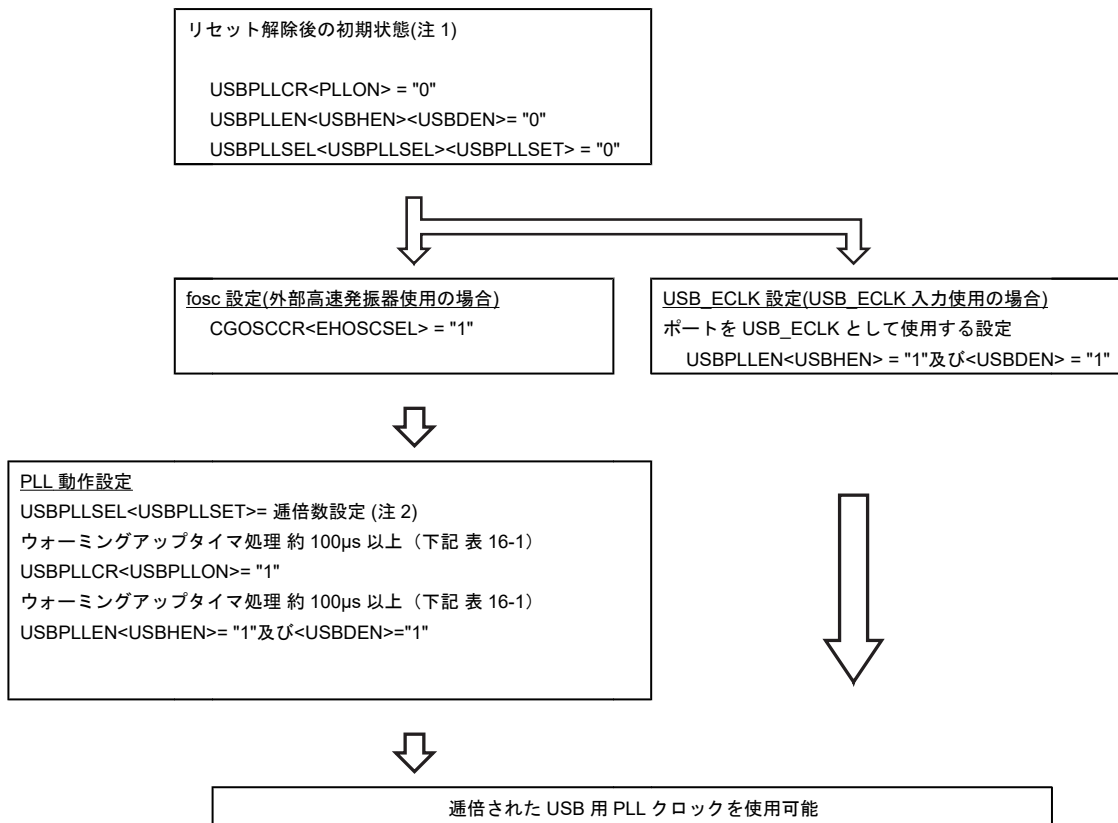 リセット解除後の初期状態(注 1)
USBPLLCR<PLLON> = "0"
USBPLLEN<USBHEN><USBDEN>= "0"
USBPLLSEL<USBPLLSEL><USBPLLSET> = "0"
fosc 設定(外部高速発振器使用の場合)
CGOSCCR<EHOSCSEL> = "1"
USB_ECLK 設定(USB_ECLK 入力使用の場合)
ポートを USB_ECLK として使用する設定
USBPLLEN<USBHEN> = "1"及び<USBDEN> = "1"
PLL 動作設定
USBPLLSEL<USBPLLSET>= 逓倍数設定 (注 2)
ウォーミングアップタイマ処理 約 100µs 以上（下記 表 16-1）
USBPLLCR<USBPLLON>= "1"
ウォーミングアップタイマ処理 約 100µs 以上（下記 表 16-1）
USBPLLEN<USBHEN>= "1"及び<USBDEN>="1"
逓倍された USB 用 PLL クロックを使用可能